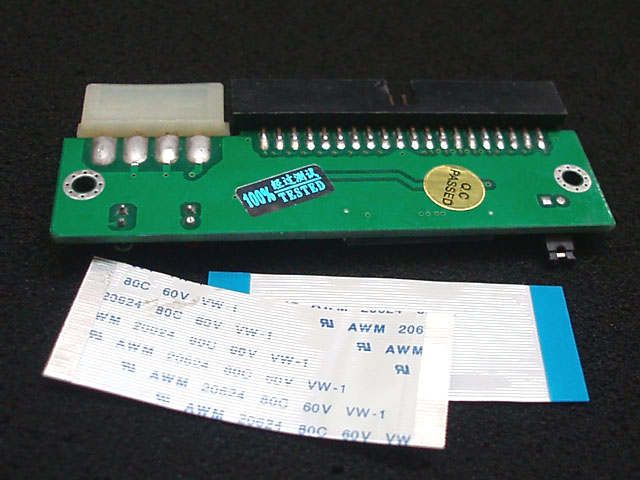 100% 经过测试
TESTED
Q.C
PASSED
80C 60V VW-1
20624 80C 60V VW-1
WM 20624 80C 60V VW-1
AWM 20624 80C 60V VW-1
AWM 20624 80C 60V VW-1
AWM 20624 80C 60V VW
AWM 20624
AWM 206
AWM